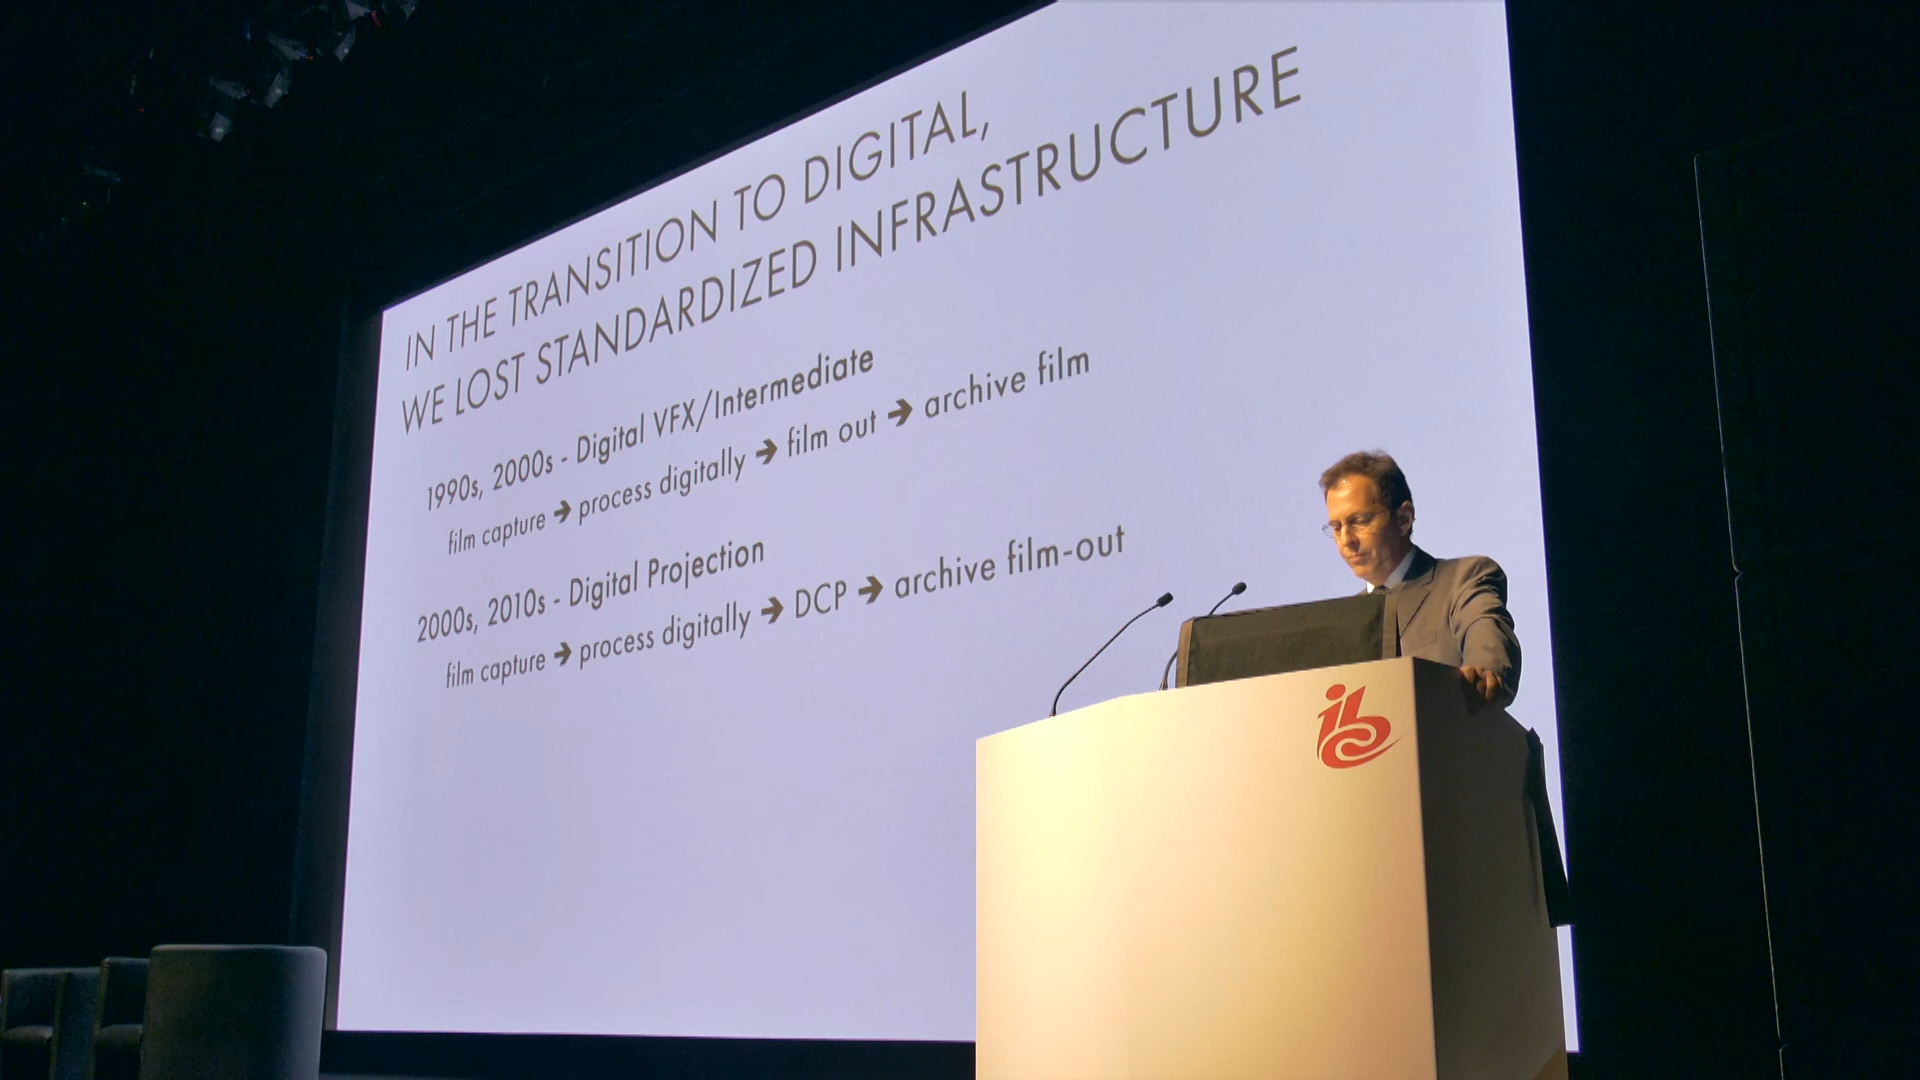 IN THE TRANSITION TO DIGITAL,
WE LOST STANDARDIZED INFRASTRUCTURE
1990s, 2000s - Digital VFX/Intermediate
film capture ➔ process digitally ➔ film out ➔ archive film
2000s, 2010s - Digital Projection
film capture ➔ process digitally ➔ DCP ➔ archive film-out
ibc